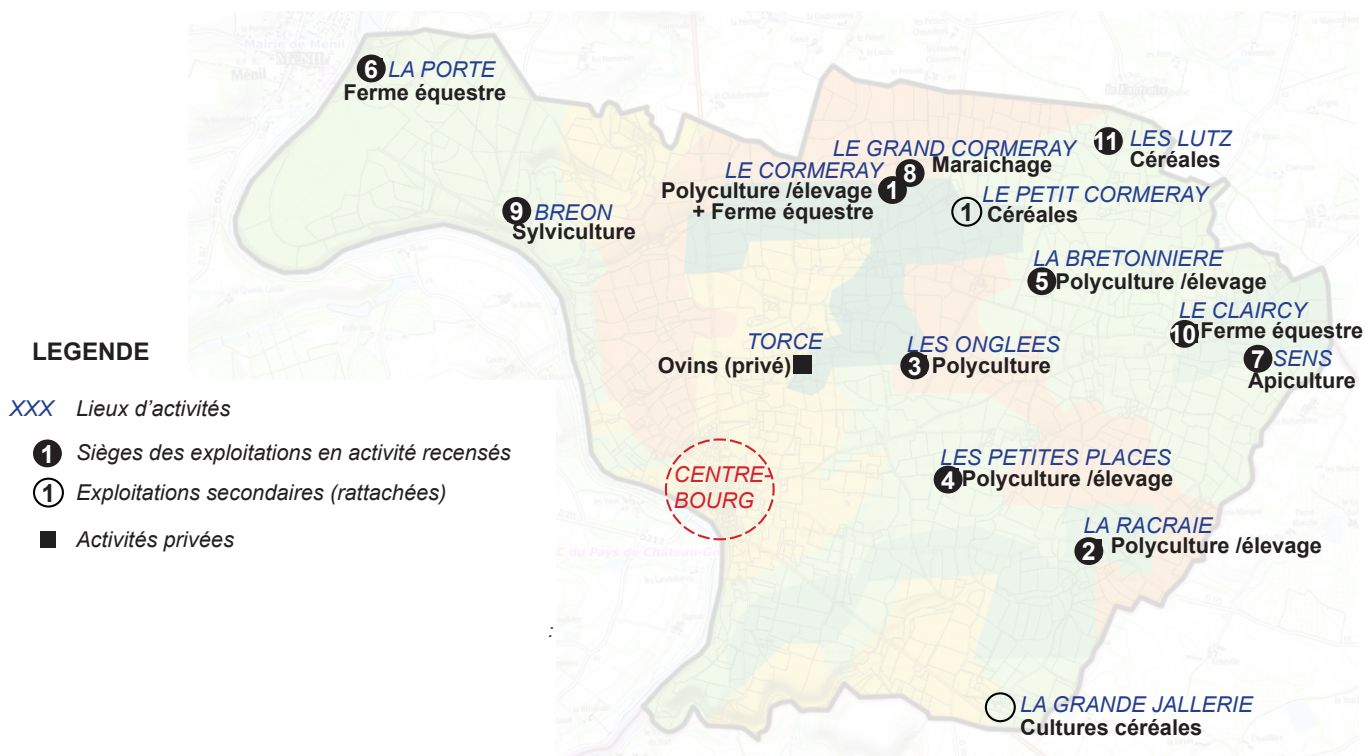 Mairie de Ménil
Ménil
6 LA PORTE
Ferme équestre
11 LES LUTZ
Céréales
LE GRAND CORMERAY
8 Maraichage
LE CORMERAY
1
Polyculture /élevage
+ Ferme équestre
LE PETIT CORMERAY
1 Céréales
9 BREON
Sylviculture
LA BRETONNIERE
5 Polyculture /élevage
LE CLAIRCY
10 Ferme équestre
TORCE
Ovins (privé)
LES ONGLEES
3 Polyculture
7 SENS
Apiculture
LEGENDE
XXX Lieux d'activités
1 Sièges des exploitations en activité recensés
1 Exploitations secondaires (rattachées)
Activités privées
CENTRE-
BOURG
LES PETITES PLACES
4 Polyculture /élevage
LA RACRAIE
2 Polyculture /élevage
:
LA GRANDE JALLERIE
Cultures céréales